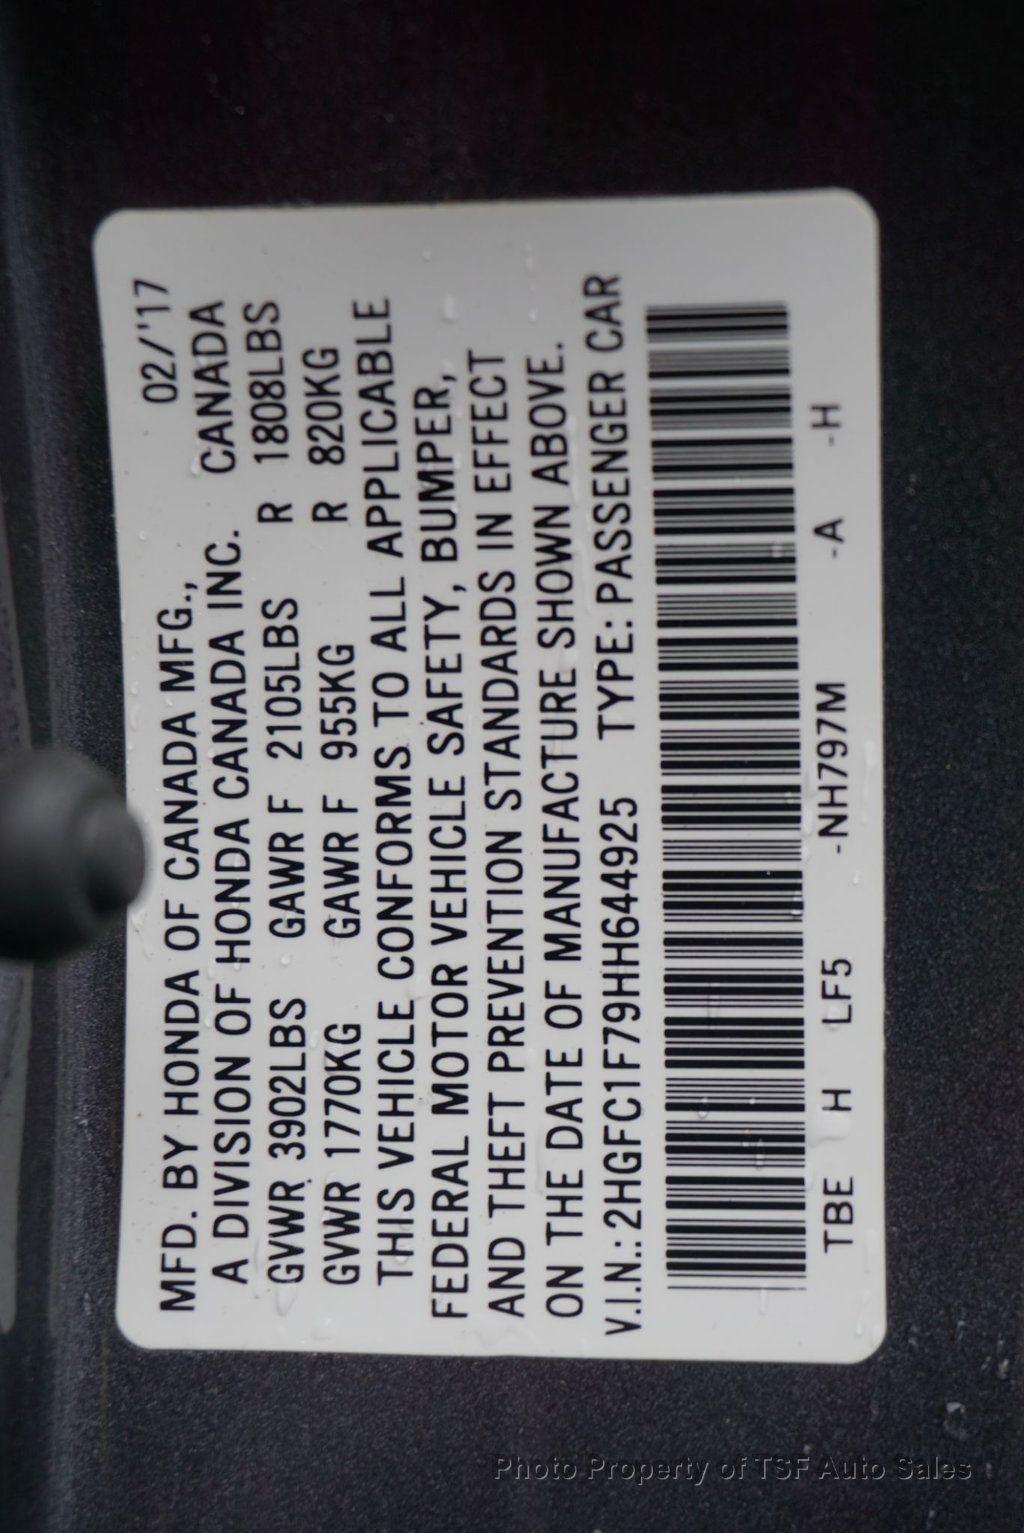 MFD. BY HONDA OF CANADA MFG., 02/'17
A DIVISION OF HONDA CANADA INC. CANADA
GVWR 3902LBS GAWR F 2105LBS R 1808LBS
GVWR 1770KG GAWR F 955KG R 820KG
THIS VEHICLE CONFORMS TO ALL APPLICABLE
FEDERAL MOTOR VEHICLE SAFETY, BUMPER,
AND THEFT PREVENTION STANDARDS IN EFFECT
ON THE DATE OF MANUFACTURE SHOWN ABOVE.
V.I.N.: 2HGFC1F79HH644925 TYPE: PASSENGER CAR
TBE H LF5 -NH797M -A -H
Photo Property of TSF Auto Sales